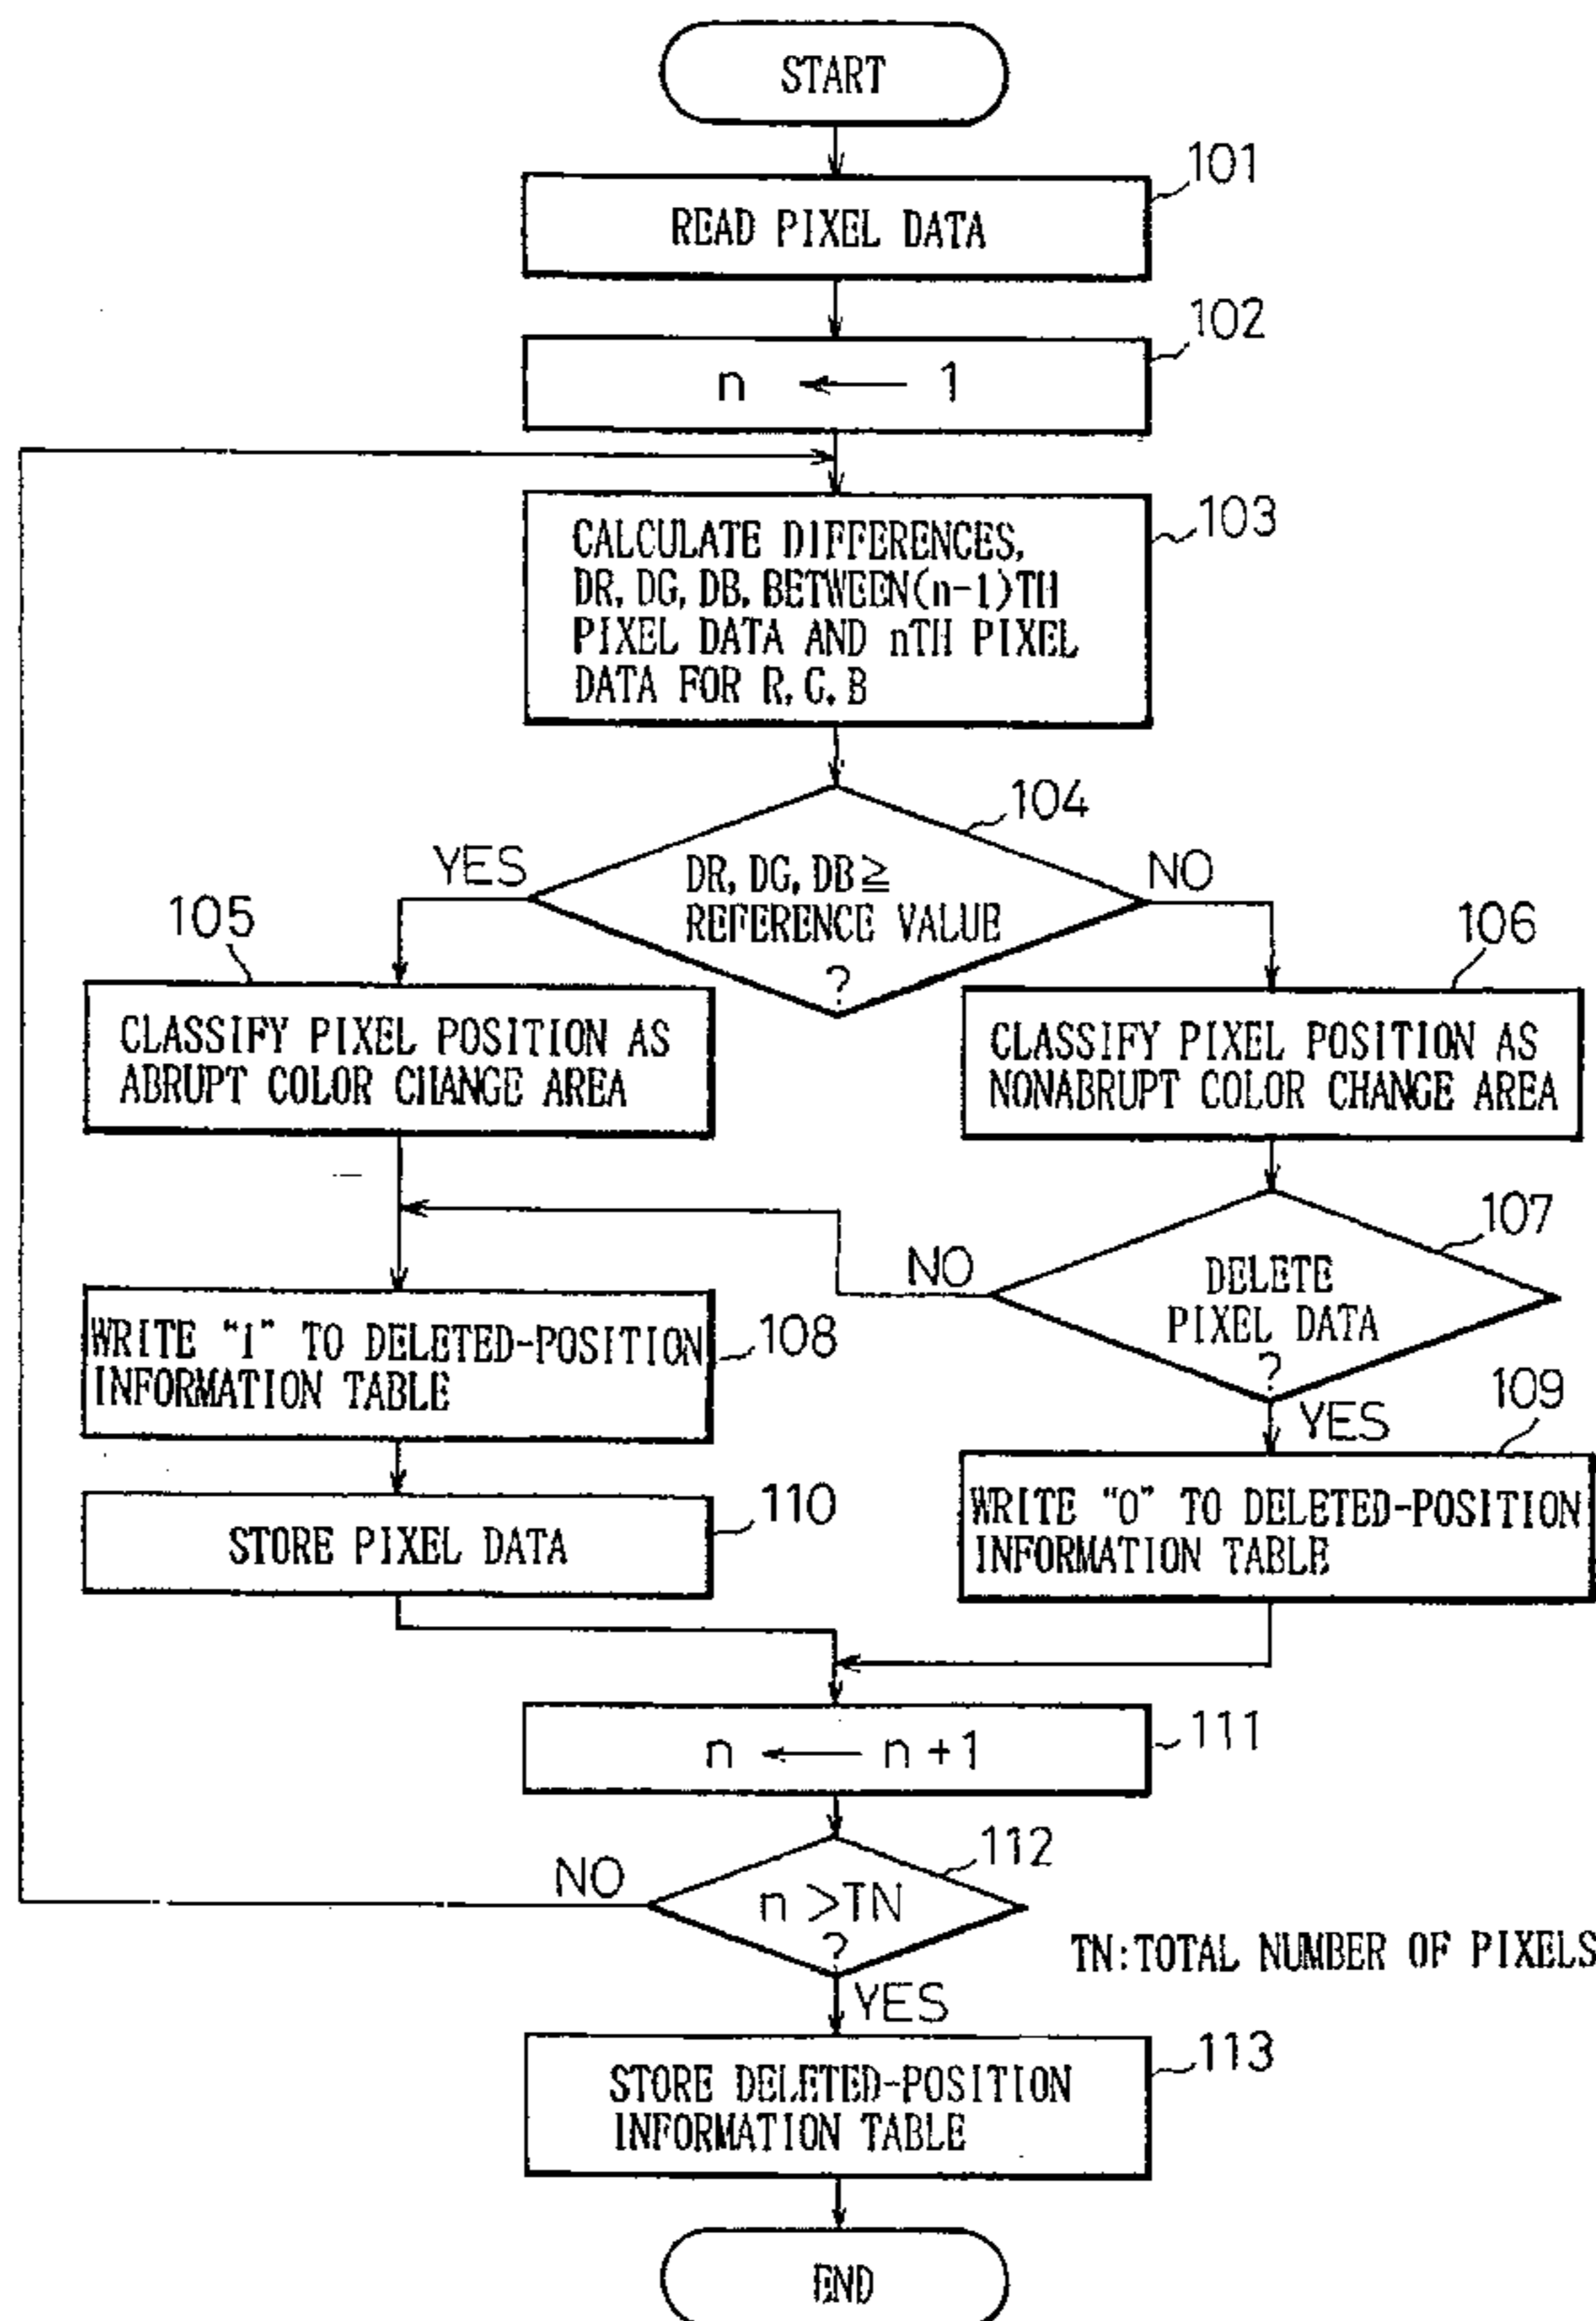 START
101
READ PIXEL DATA
102
n ← 1
103
CALCULATE DIFFERENCES,
DR, DG, DB, BETWEEN(n-1)TH
PIXEL DATA AND nTH PIXEL
DATA FOR R, G, B
104
YES
DR, DG, DB≧
REFERENCE VALUE
?
NO
105
CLASSIFY PIXEL POSITION AS
ABRUPT COLOR CHANGE AREA
106
CLASSIFY PIXEL POSITION AS
NONABRUPT COLOR CHANGE AREA
107
NO
DELETE
PIXEL DATA
?
YES
WRITE "1" TO DELETED-POSITION
INFORMATION TABLE
108
109
WRITE "0" TO DELETED-POSITION
INFORMATION TABLE
110
STORE PIXEL DATA
111
n ← n+1
112
NO
n >TN
?
YES
TN:TOTAL NUMBER OF PIXELS
113
STORE DELETED-POSITION
INFORMATION TABLE
END